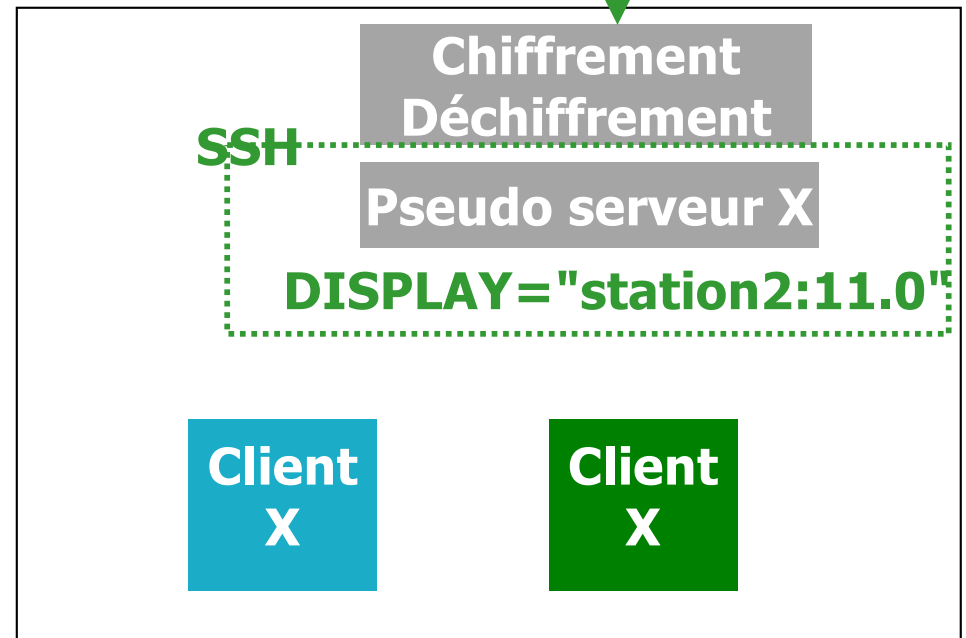 Chiffrement
Déchiffrement
SSH
Pseudo serveur X
DISPLAY="station2:11.0"
Client
X
Client
X